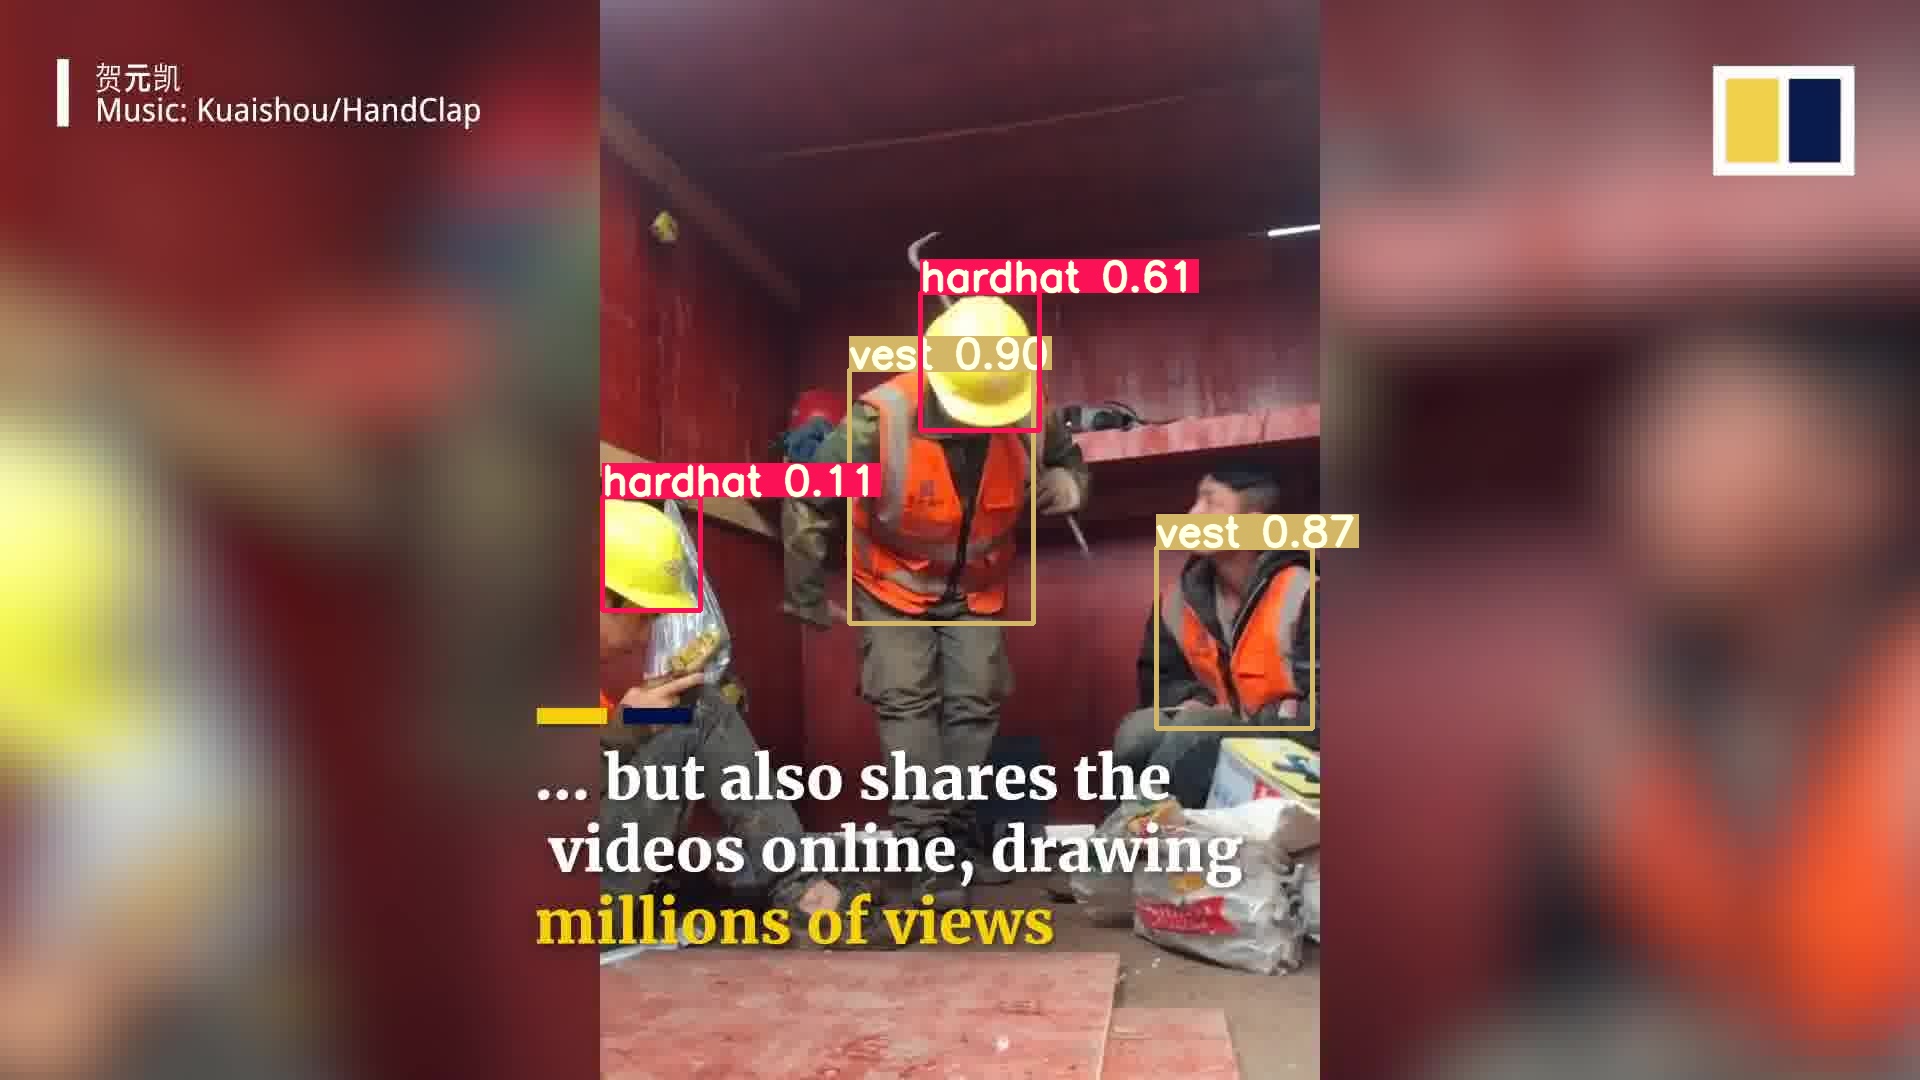 贺元凯
Music: Kuaishou/HandClap
hardhat 0.61
vest 0.90
hardhat 0.11
vest 0.87
... but also shares the
videos online, drawing
millions of views